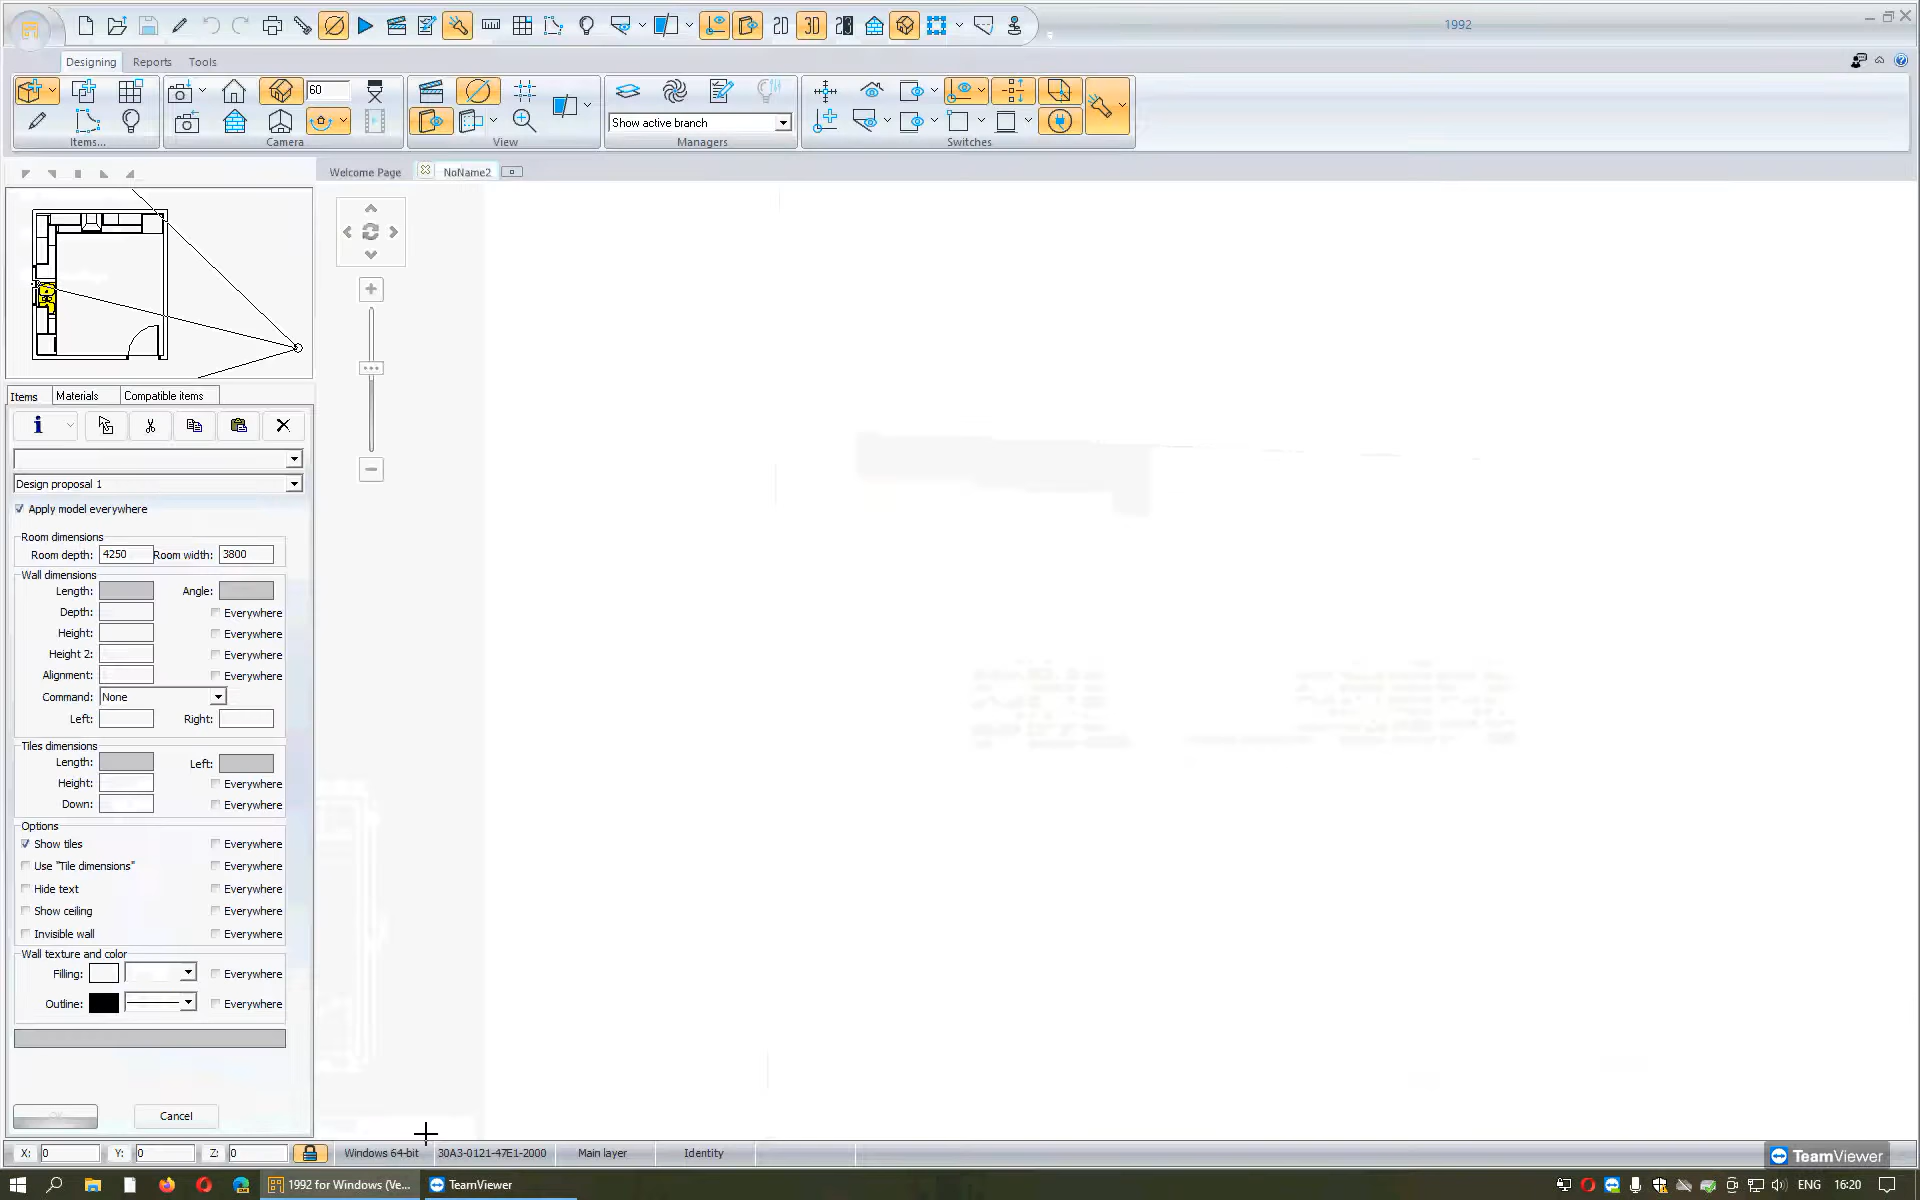 2D
3D
1992
Designing
Reports
Tools
60
Show active branch
Items...
Camera
View
Managers
Switches
Welcome Page
NoName2
Items
Materials
Compatible items
Design proposal 1
Apply model everywhere
Room dimensions
Room depth: 4250 Room width: 3800
Wall dimensions
Length: Angle:
Depth: Everywhere
Height: Everywhere
Height 2: Everywhere
Alignment: Everywhere
Command: None
Left: Right:
Tiles dimensions
Length: Left:
Height: Everywhere
Down: Everywhere
Options
Show tiles Everywhere
Use "Tile dimensions" Everywhere
Hide text Everywhere
Show ceiling Everywhere
Invisible wall Everywhere
Wall texture and color
Filling: Everywhere
Outline: Everywhere
Cancel
X: 0 Y: 0 Z: 0 Windows 64-bit 30A3-0121-47E1-2000 Main layer Identity
TeamViewer
1992 for Windows (Ve...
TeamViewer
ENG 16:20